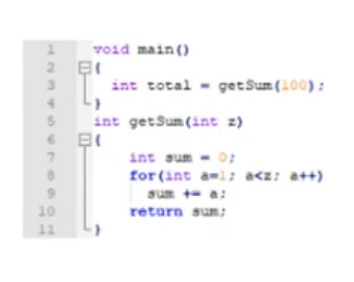 1 void main()
2 {
3 int total = getSum(100);
4 }
5 int getSum(int z)
6 {
7 int sum = 0;
8 for(int a=1; a<z; a++)
9 sum += a;
10 return sum;
11 }